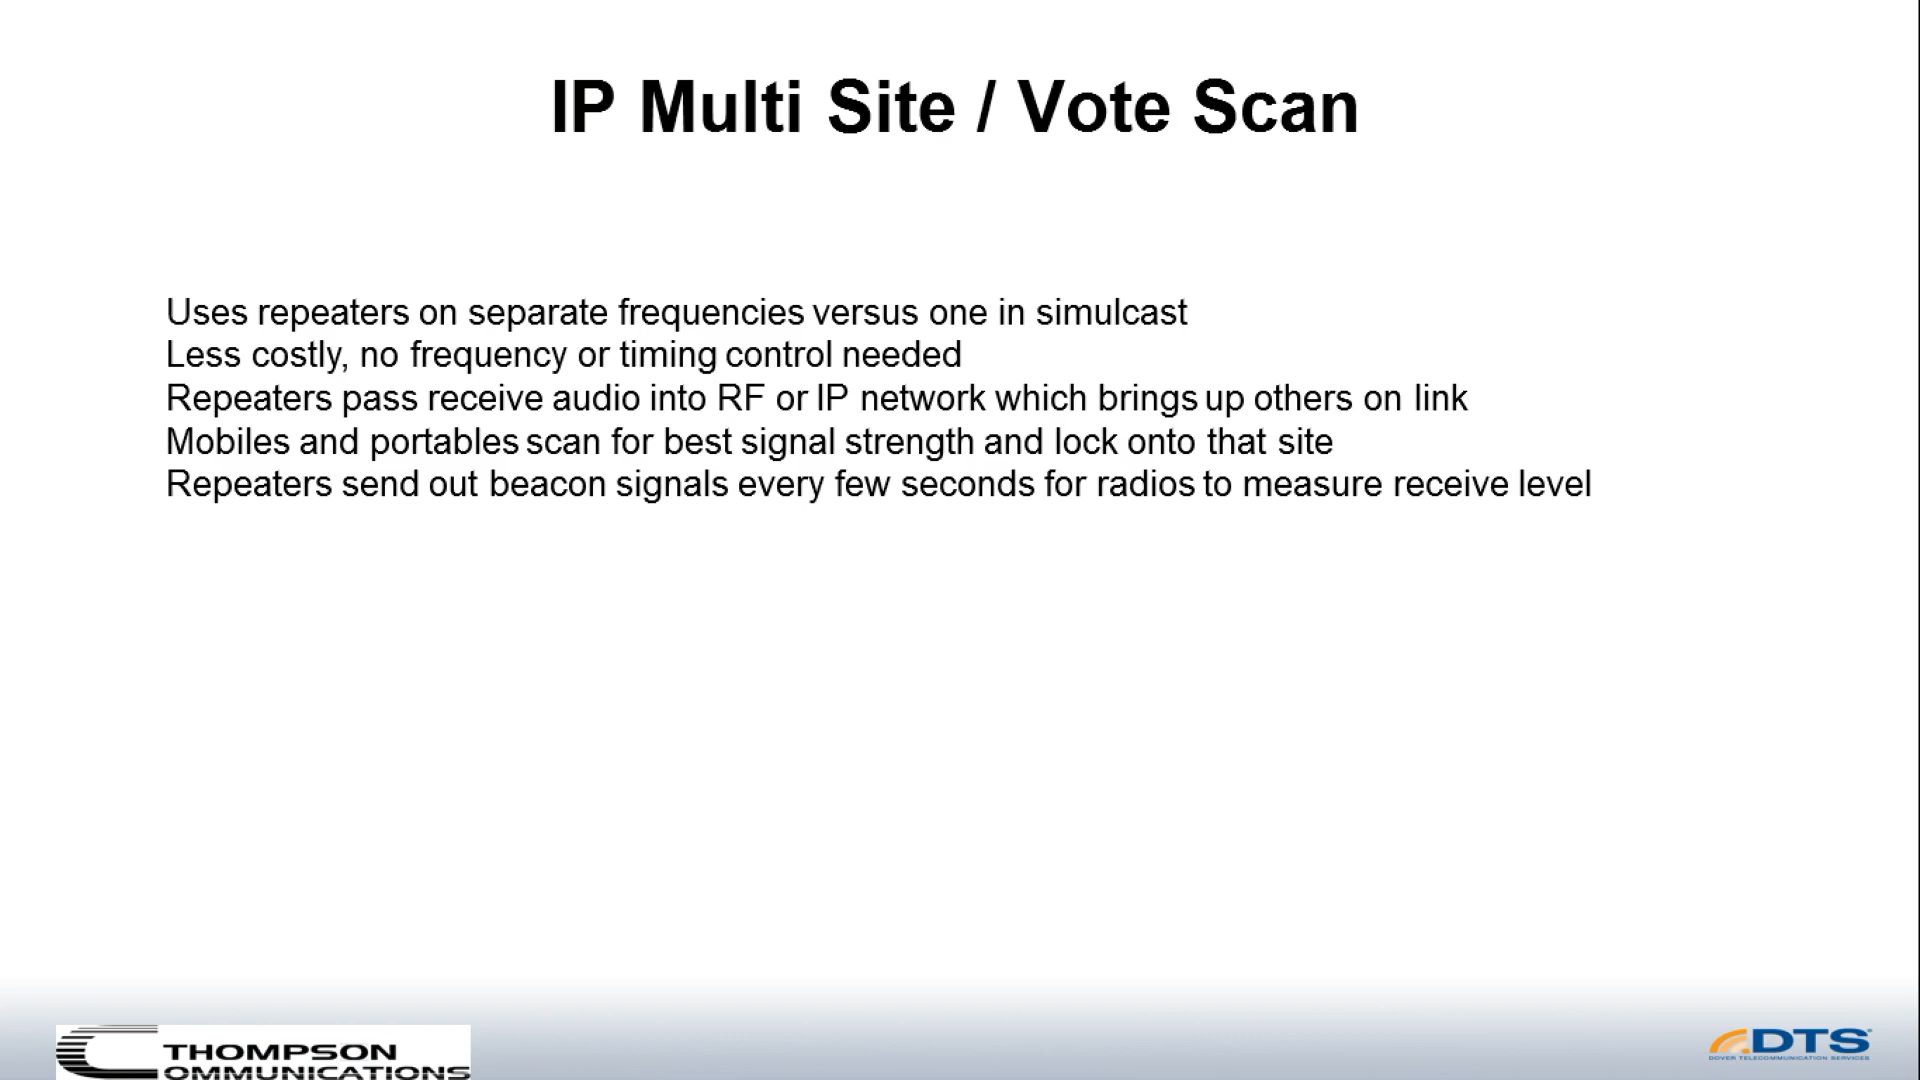 IP Multi Site / Vote Scan
Uses repeaters on separate frequencies versus one in simulcast
Less costly, no frequency or timing control needed
Repeaters pass receive audio into RF or IP network which brings up others on link
Mobiles and portables scan for best signal strength and lock onto that site
Repeaters send out beacon signals every few seconds for radios to measure receive level
THOMPSON
COMMUNICATIONS
DTS
DOVER TELECOMMUNICATION SERVICES